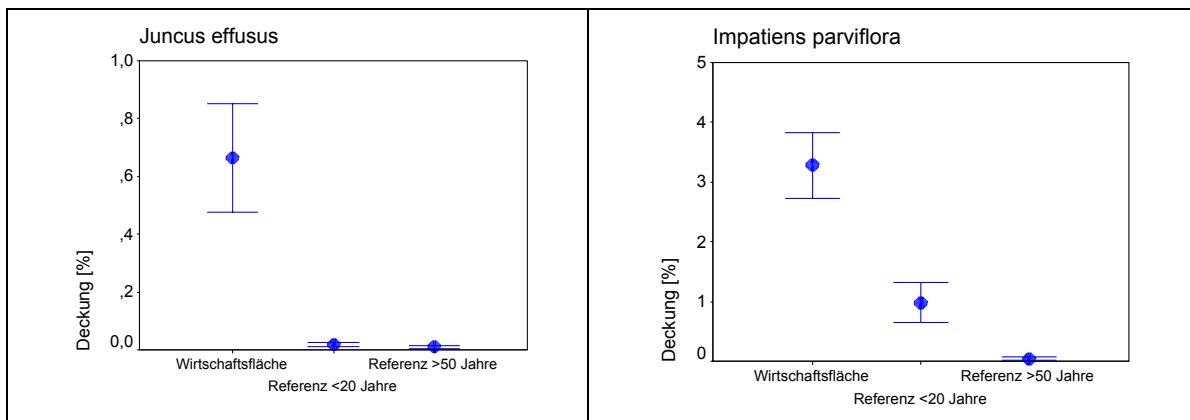 Juncus effusus
1,0
,8
,6
,4
,2
0,0
Deckung [%]
Wirtschaftsfläche
Referenz >50 Jahre
Referenz <20 Jahre
Impatiens parviflora
5
4
3
2
1
0
Deckung [%]
Wirtschaftsfläche
Referenz >50 Jahre
Referenz <20 Jahre